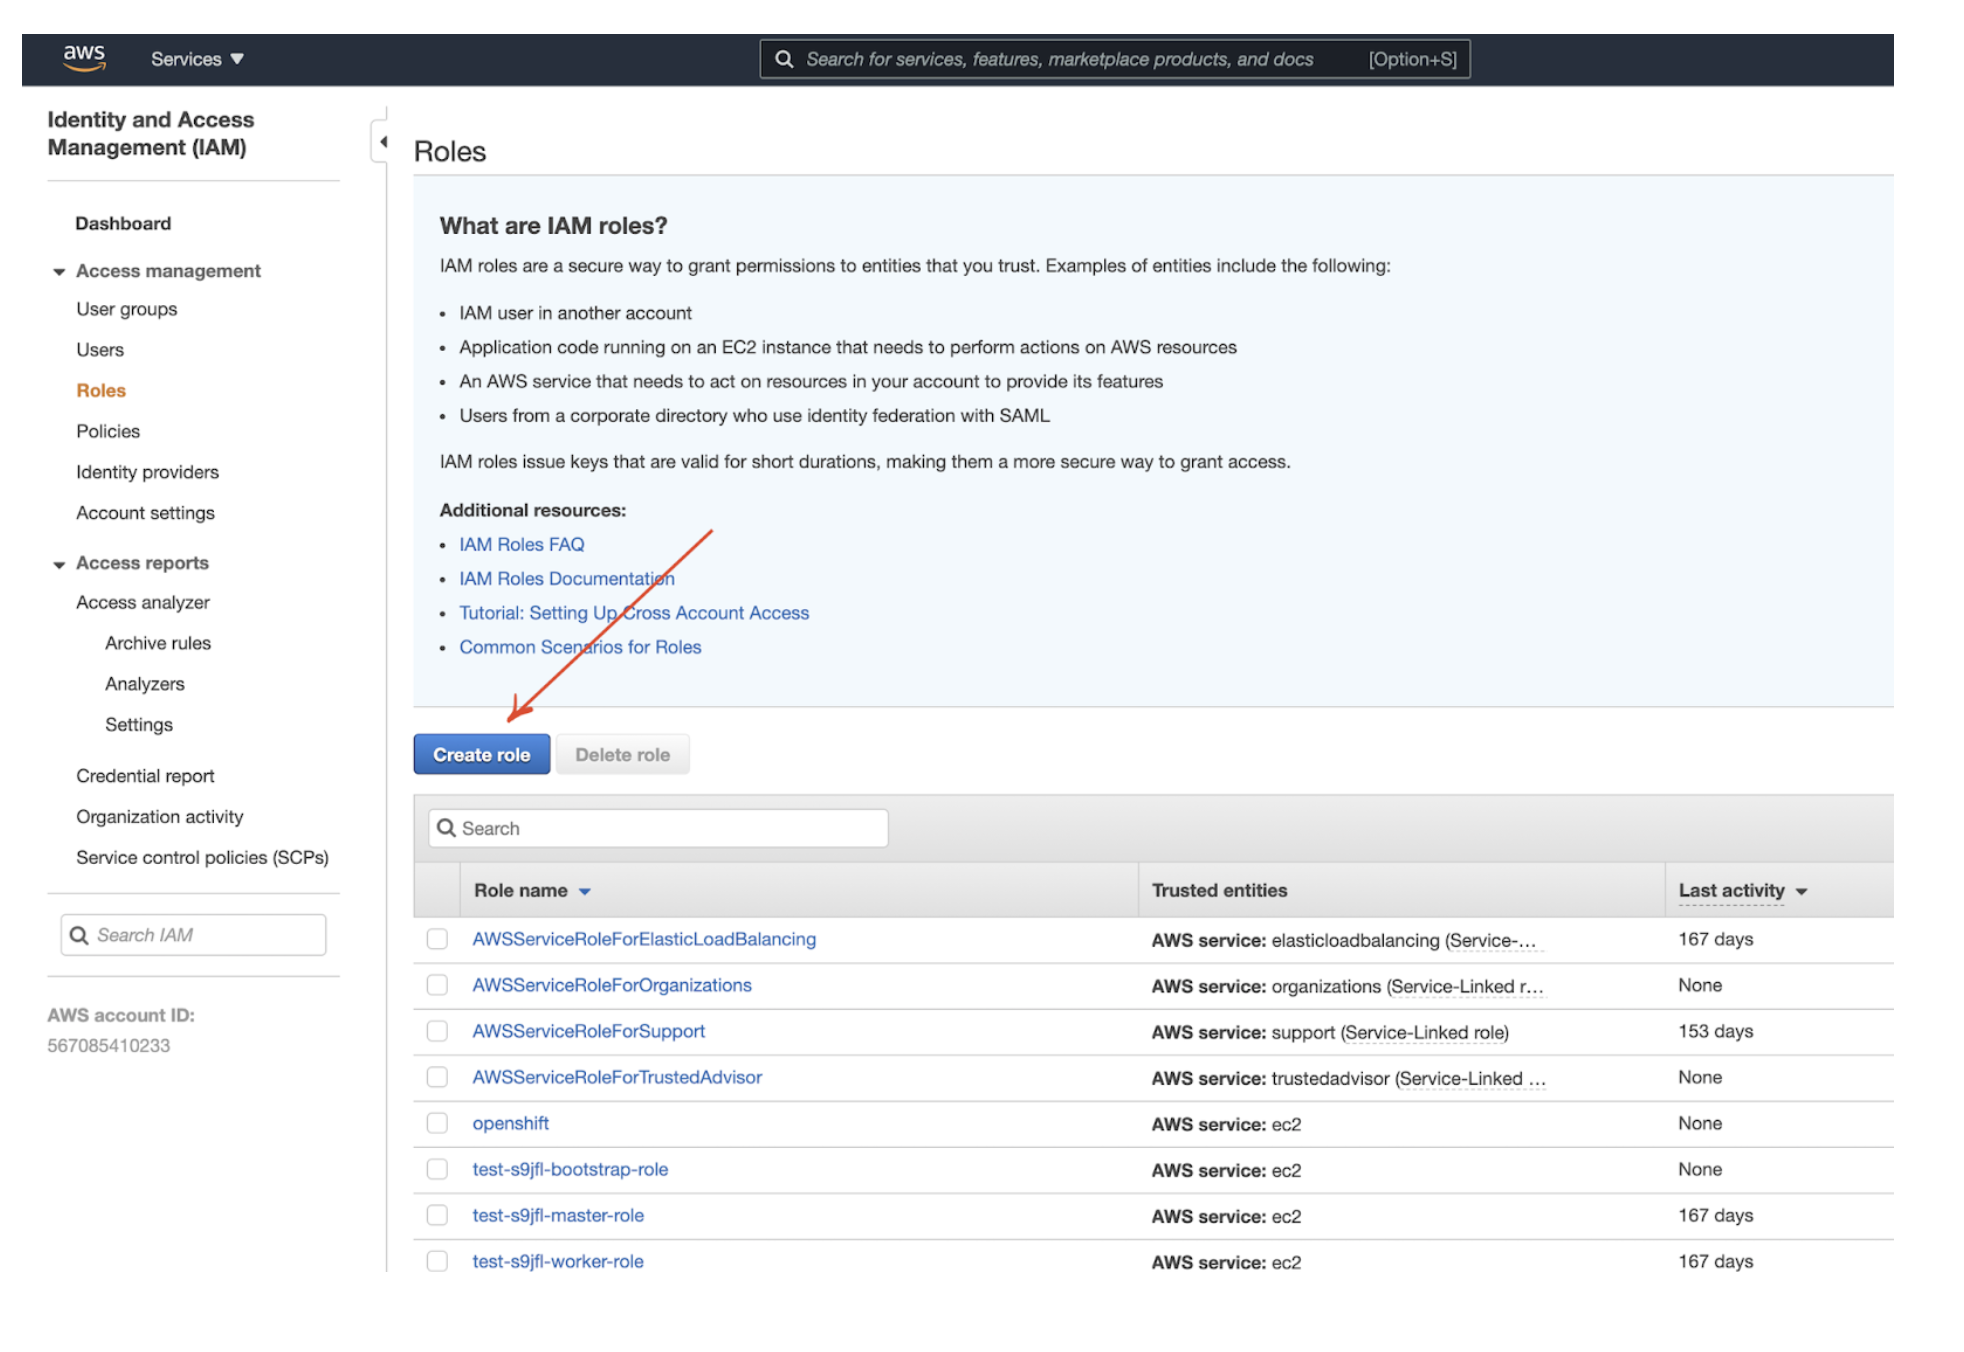 aws Services ▼ Search for services, features, marketplace products, and docs [Option+S]
Identity and Access
Management (IAM)
Dashboard
Access management
User groups
Users
Roles
Policies
Identity providers
Account settings
Access reports
Access analyzer
Archive rules
Analyzers
Settings
Credential report
Organization activity
Service control policies (SCPs)
Search IAM
AWS account ID:
567085410233
Roles
What are IAM roles?
IAM roles are a secure way to grant permissions to entities that you trust. Examples of entities include the following:
• IAM user in another account
• Application code running on an EC2 instance that needs to perform actions on AWS resources
• An AWS service that needs to act on resources in your account to provide its features
• Users from a corporate directory who use identity federation with SAML
IAM roles issue keys that are valid for short durations, making them a more secure way to grant access.
Additional resources:
• IAM Roles FAQ
• IAM Roles Documentation
• Tutorial: Setting Up Cross Account Access
• Common Scenarios for Roles
Create role Delete role
Search
Role name Trusted entities Last activity
AWSServiceRoleForElasticLoadBalancing AWS service: elasticloadbalancing (Service-... 167 days
AWSServiceRoleForOrganizations AWS service: organizations (Service-Linked r... None
AWSServiceRoleForSupport AWS service: support (Service-Linked role) 153 days
AWSServiceRoleForTrustedAdvisor AWS service: trustedadvisor (Service-Linked ... None
openshift AWS service: ec2 None
test-s9jfl-bootstrap-role AWS service: ec2 None
test-s9jfl-master-role AWS service: ec2 167 days
test-s9jfl-worker-role AWS service: ec2 167 days